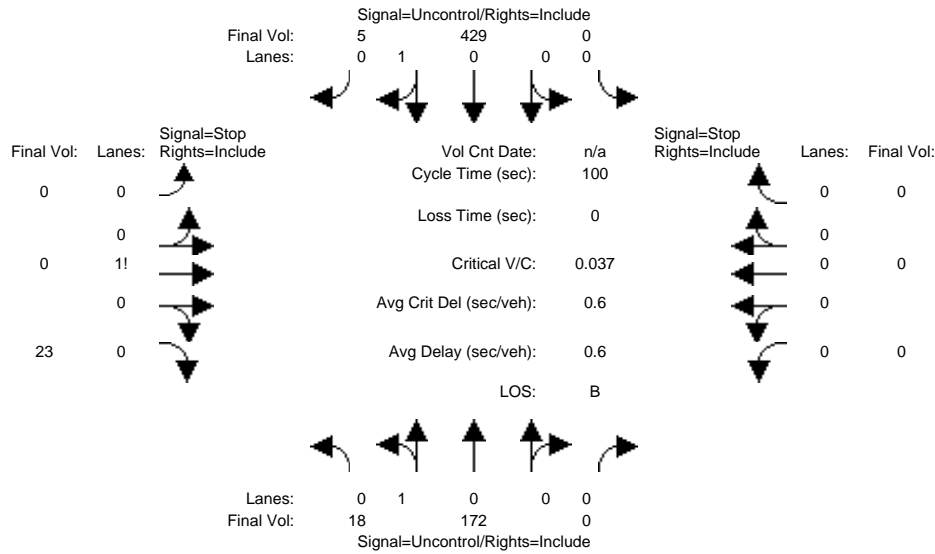 Signal=Uncontrol/Rights=Include
Final Vol: 5 429 0
Lanes: 0 1 0 0 0
Signal=Stop Signal=Stop
Final Vol: Lanes: Rights=Include Vol Cnt Date: n/a Rights=Include Lanes: Final Vol:
Cycle Time (sec): 100
0 0 0 0
Loss Time (sec): 0
0 0
0 1! Critical V/C: 0.037 0 0
0 Avg Crit Del (sec/veh): 0.6 0
23 0 Avg Delay (sec/veh): 0.6 0 0
LOS: B
Lanes: 0 1 0 0 0
Final Vol: 18 172 0
Signal=Uncontrol/Rights=Include